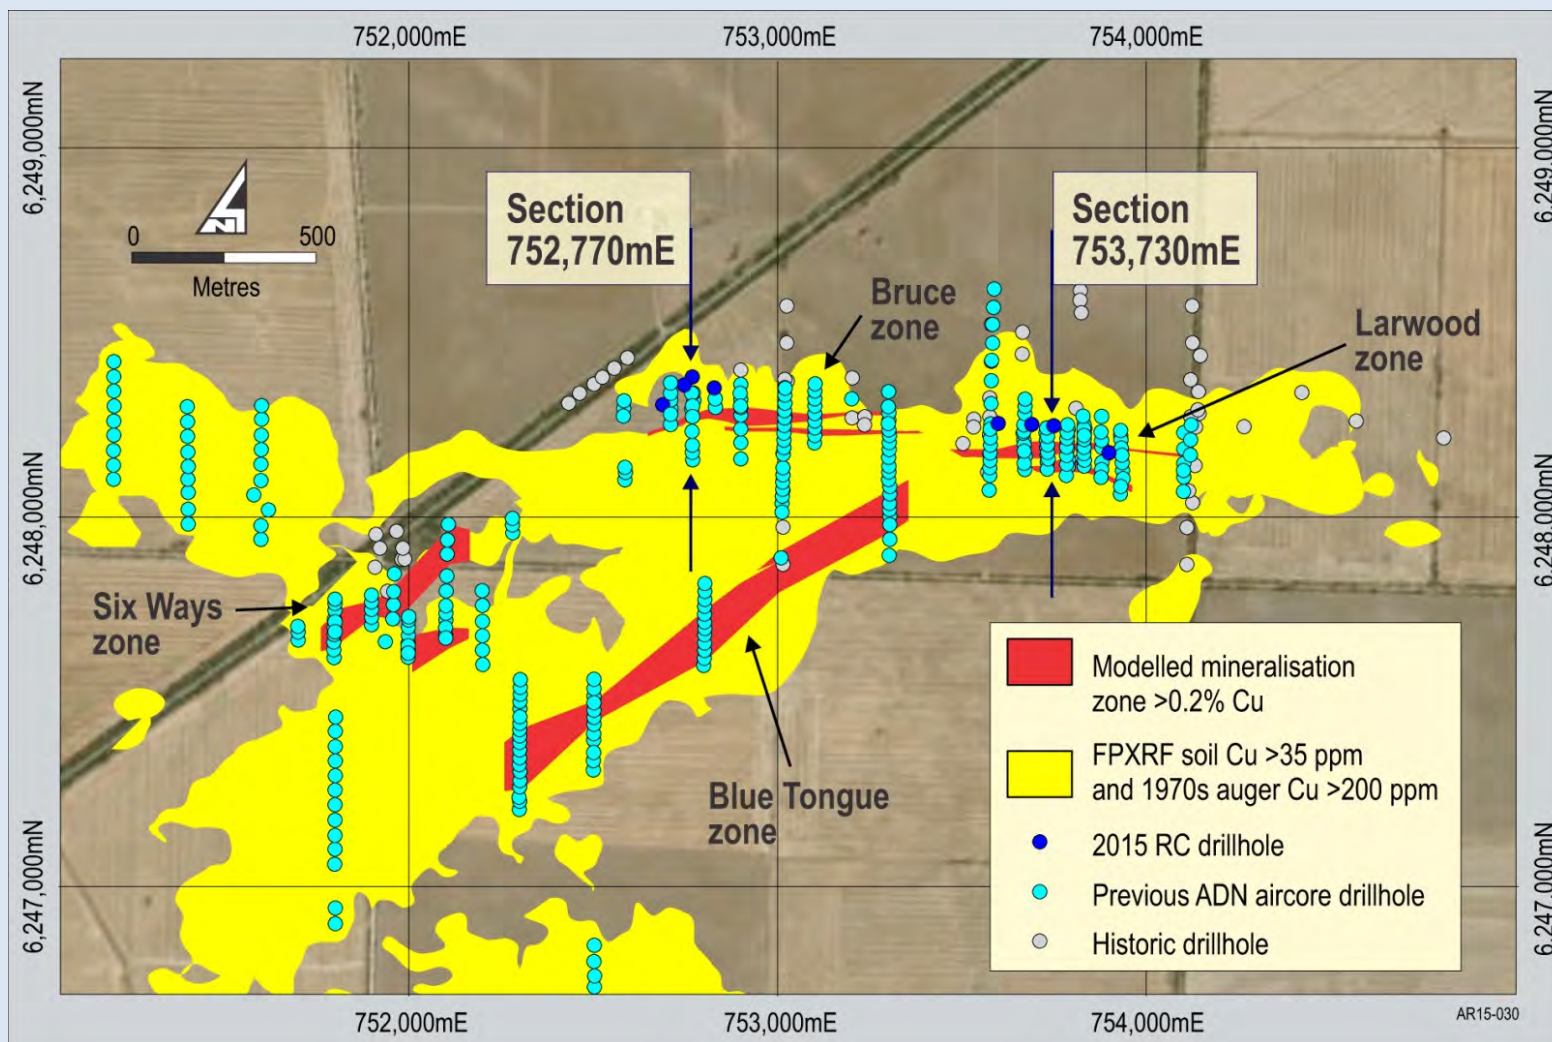 752,000mE
753,000mE
754,000mE
6,249,000mN
6,249,000mN
N
0
500
Metres
Section
752,770mE
Section
753,730mE
Bruce
zone
Larwood
zone
6,248,000mN
6,248,000mN
Six Ways
zone
Blue Tongue
zone
Modelled mineralisation
zone >0.2% Cu
FPXRF soil Cu >35 ppm
and 1970s auger Cu >200 ppm
2015 RC drillhole
Previous ADN aircore drillhole
Historic drillhole
6,247,000mN
6,247,000mN
752,000mE
753,000mE
754,000mE
AR15-030